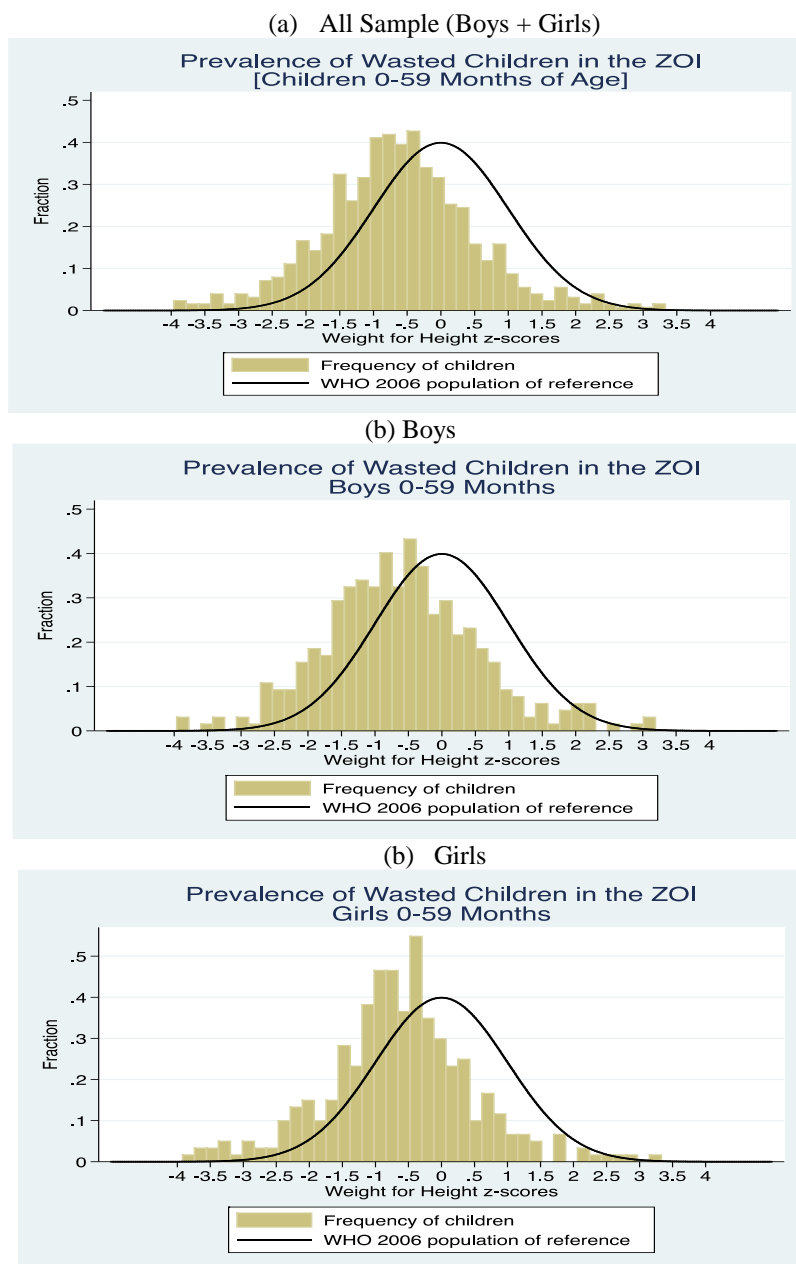 (a) All Sample (Boys + Girls)
Prevalence of Wasted Children in the ZOI
[Children 0-59 Months of Age]
.5
.4
.3
.2
.1
0
Fraction
-4 -3.5 -3 -2.5 -2 -1.5 -1 -.5 0 .5 1 1.5 2 2.5 3 3.5 4
Weight for Height z-scores
Frequency of children
WHO 2006 population of reference
(b) Boys
Prevalence of Wasted Children in the ZOI
Boys 0-59 Months
.5
.4
.3
.2
.1
0
Fraction
-4 -3.5 -3 -2.5 -2 -1.5 -1 -.5 0 .5 1 1.5 2 2.5 3 3.5 4
Weight for Height z-scores
Frequency of children
WHO 2006 population of reference
(b) Girls
Prevalence of Wasted Children in the ZOI
Girls 0-59 Months
.5
.4
.3
.2
.1
0
Fraction
-4 -3.5 -3 -2.5 -2 -1.5 -1 -.5 0 .5 1 1.5 2 2.5 3 3.5 4
Weight for Height z-scores
Frequency of children
WHO 2006 population of reference